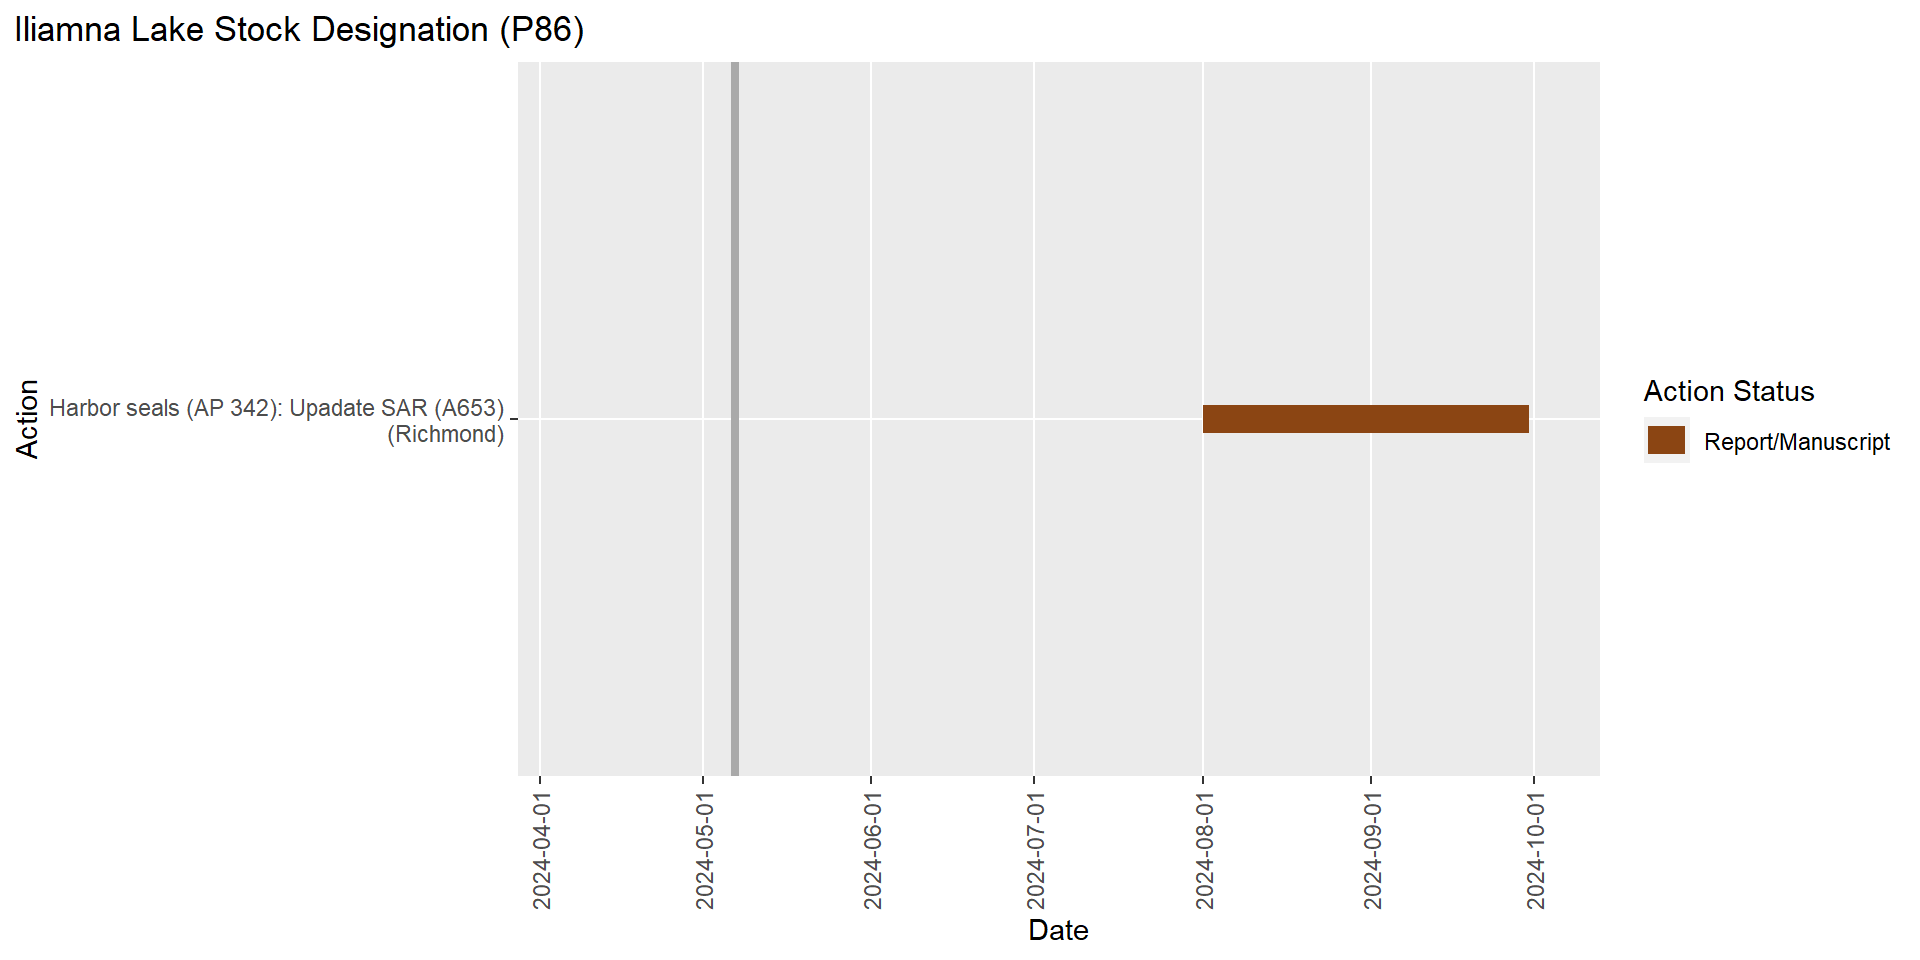 Iliamna Lake Stock Designation (P86)
Action
Harbor seals (AP 342): Upadate SAR (A653)
(Richmond)
2024-04-01
2024-05-01
2024-06-01
2024-07-01
2024-08-01
2024-09-01
2024-10-01
Date
Action Status
Report/Manuscript